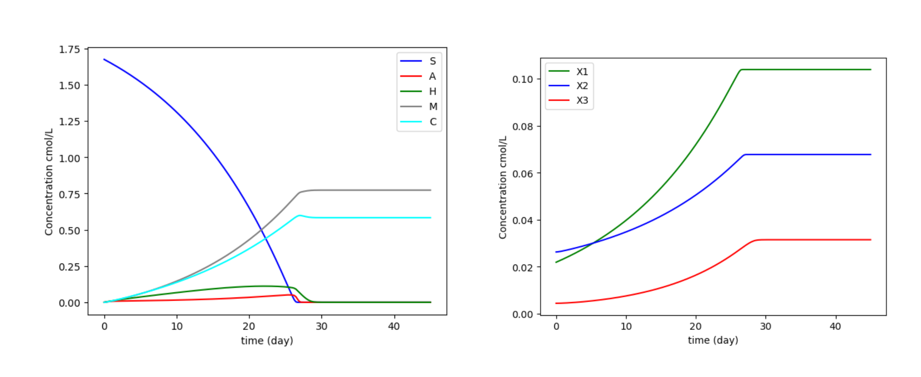 1.75
1.50
1.25
1.00
0.75
0.50
0.25
0.00
Concentration cmol/L
0 10 20 30 40
time (day)
S
A
H
M
C
0.10
0.08
0.06
0.04
0.02
0.00
Concentration cmol/L
0 10 20 30 40
time (day)
X1
X2
X3